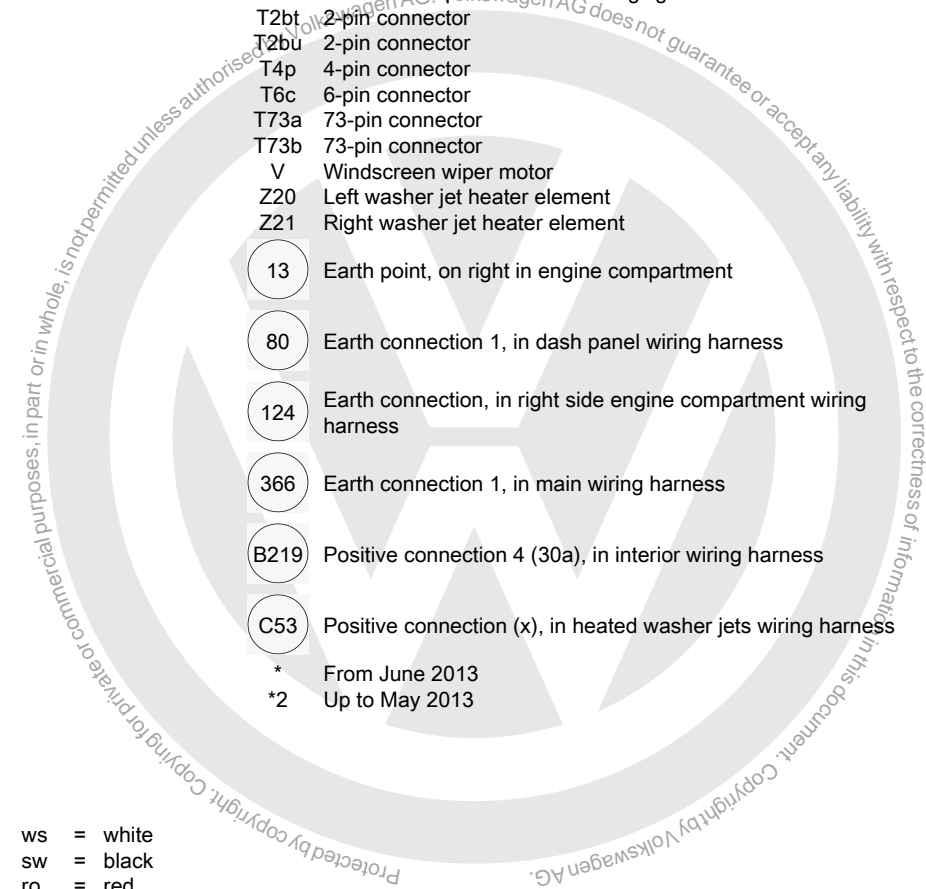 T2bt 2-pin connector
T2bu 2-pin connector
T4p 4-pin connector
T6c 6-pin connector
T73a 73-pin connector
T73b 73-pin connector
V Windscreen wiper motor
Z20 Left washer jet heater element
Z21 Right washer jet heater element
13 Earth point, on right in engine compartment
80 Earth connection 1, in dash panel wiring harness
124 Earth connection, in right side engine compartment wiring
harness
366 Earth connection 1, in main wiring harness
B219 Positive connection 4 (30a), in interior wiring harness
C53 Positive connection (x), in heated washer jets wiring harness
* From June 2013
*2 Up to May 2013
ws = white
sw = black
ro = red
Protected by copyright. Copying for private or commercial purposes, in part or in whole, is not permitted unless authorised by Volkswagen AG. Volkswagen AG does not guarantee or accept any liability with respect to the correctness of information in this document. Copyright by Volkswagen AG.